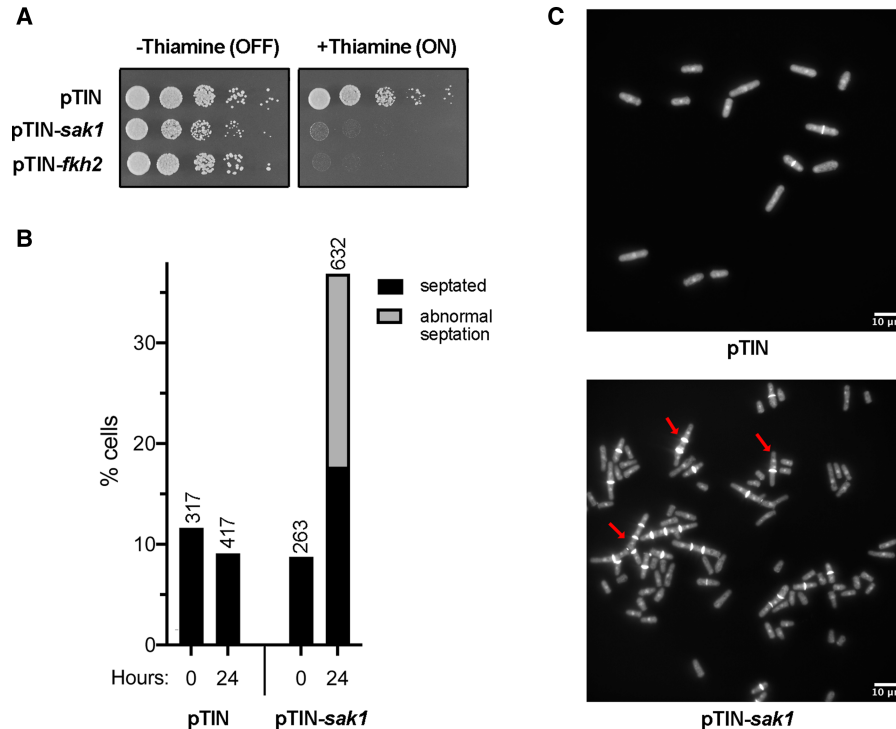 A
-Thiamine (OFF)
+Thiamine (ON)
pTIN
pTIN-sak1
pTIN-fkh2
B
% cells
30
20
10
0
317
417
263
632
septated
abnormal
septation
Hours:
0
24
0
24
pTIN
pTIN-sak1
C
10 µ
pTIN
10 µ
pTIN-sak1